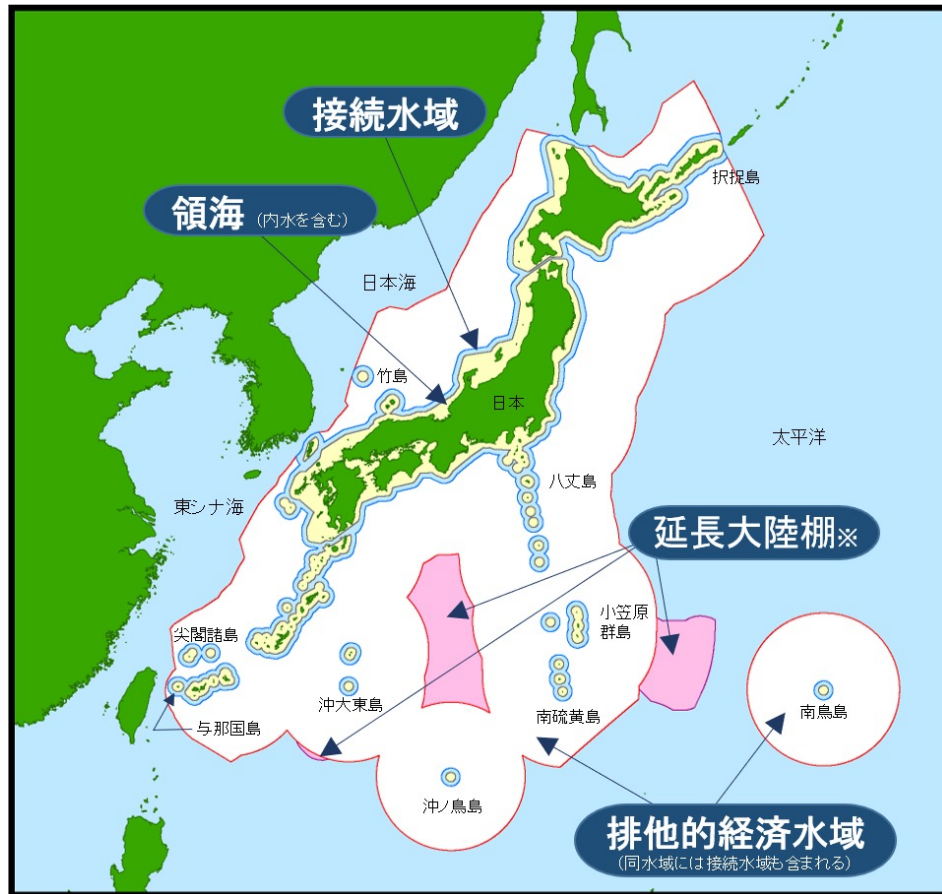 接続水域
択捉島
領海 (内水を含む)
日本海
竹島
日本
太平洋
八丈島
東シナ海
延長大陸棚※
小笠原
群島
尖閣諸島
沖大東島
南硫黄島
南鳥島
与那国島
沖ノ鳥島
排他的経済水域
(同水域には接続水域も含まれる)